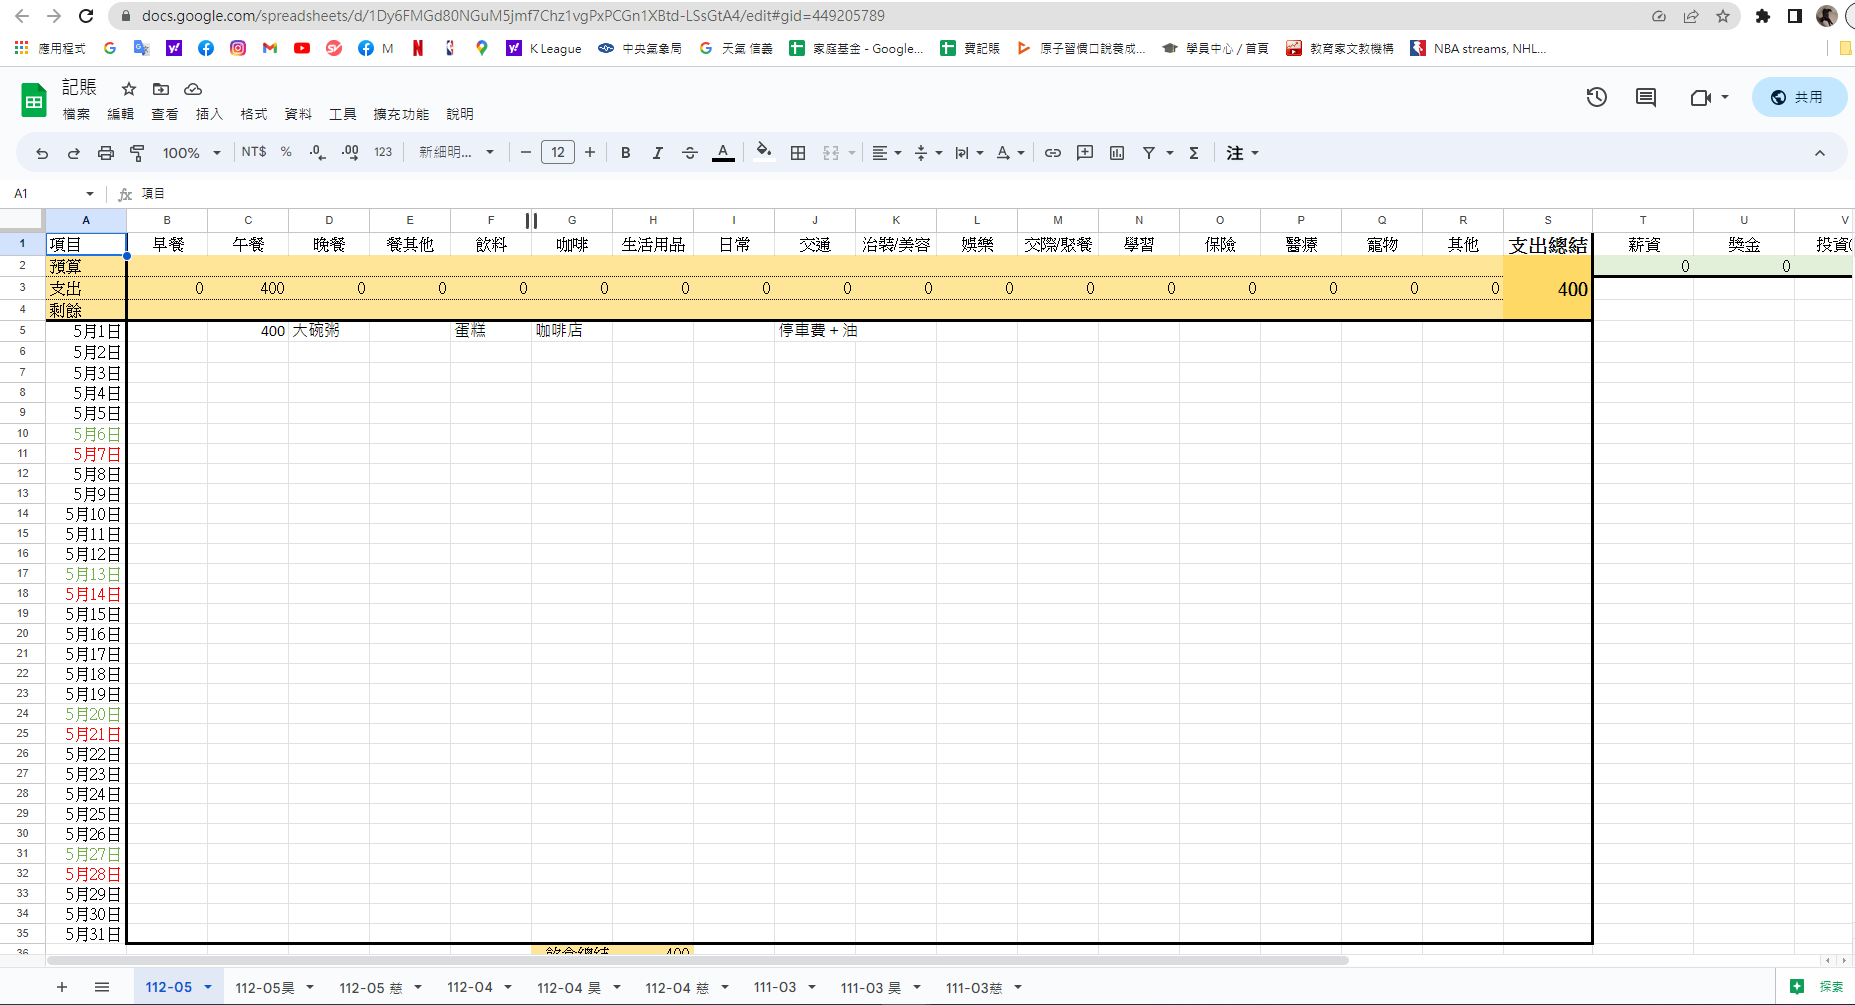 docs.google.com/spreadsheets/d/1Dy6FMGd80NGuM5jmf7Chz1vgPxPCGn1XBtd-LSsGtA4/edit#gid=449205789
應用程式 M K League 中央氣象局 天氣 信義 家庭基金 - Google... 寶記賬 原子習慣口說養成... 學員中心 / 首頁 教育家文教機構 NBA streams, NHL...
記賬
檔案 編輯 查看 插入 格式 資料 工具 擴充功能 說明
共用
100% NT$ % .0 .00 123 新細明... 12 B I A 注
A1 fx 項目
A B C D E F G H I J K L M N O P Q R S T U V
1 項目 早餐 午餐 晚餐 餐其他 飲料 咖啡 生活用品 日常 交通 治裝/美容 娛樂 交際/聚餐 學習 保險 醫療 寵物 其他 支出總結 薪資 獎金 投資(
2 預算 0 0
3 支出 0 400 0 0 0 0 0 0 0 0 0 0 0 0 0 0 0 400
4 剩餘
5 5月1日 400 大碗粥 蛋糕 咖啡店 停車費 + 油
6 5月2日
7 5月3日
8 5月4日
9 5月5日
10 5月6日
11 5月7日
12 5月8日
13 5月9日
14 5月10日
15 5月11日
16 5月12日
17 5月13日
18 5月14日
19 5月15日
20 5月16日
21 5月17日
22 5月18日
23 5月19日
24 5月20日
25 5月21日
26 5月22日
27 5月23日
28 5月24日
29 5月25日
30 5月26日
31 5月27日
32 5月28日
33 5月29日
34 5月30日
35 5月31日
36 飲食總結 400
112-05 112-05昊 112-05 慈 112-04 112-04 昊 112-04 慈 111-03 111-03 昊 111-03慈 探索